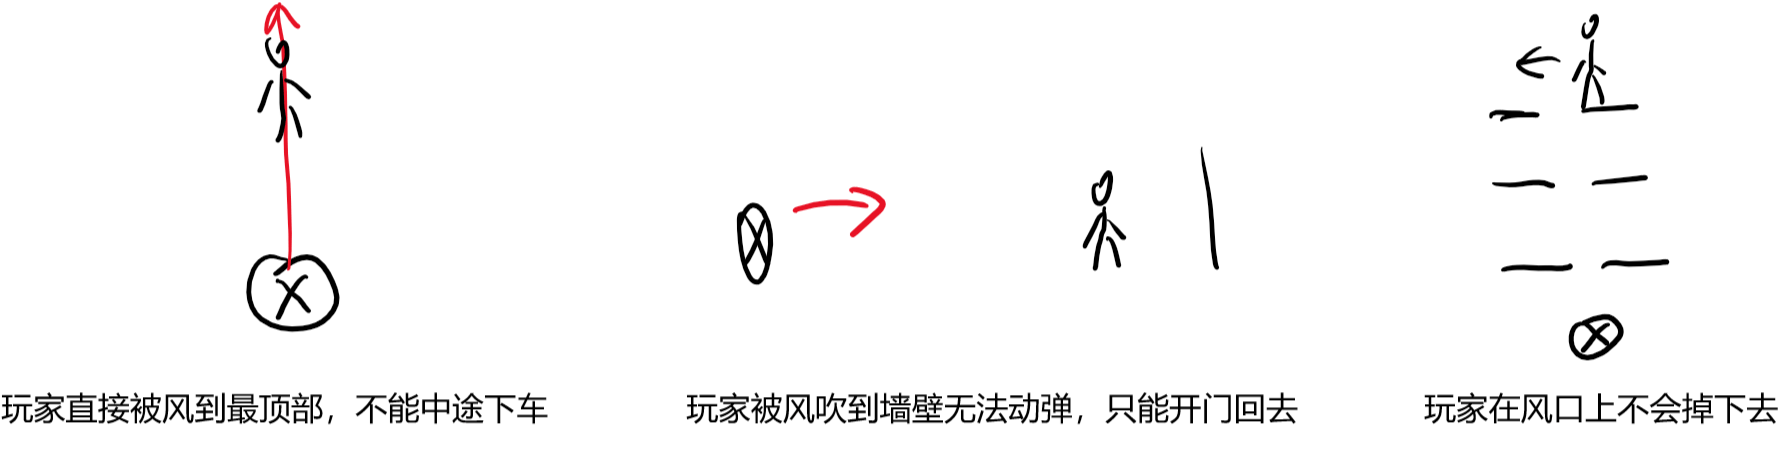 玩家直接被风到最顶部，不能中途下车
玩家被风吹到墙壁无法动弹，只能开门回去
玩家在风口上不会掉下去